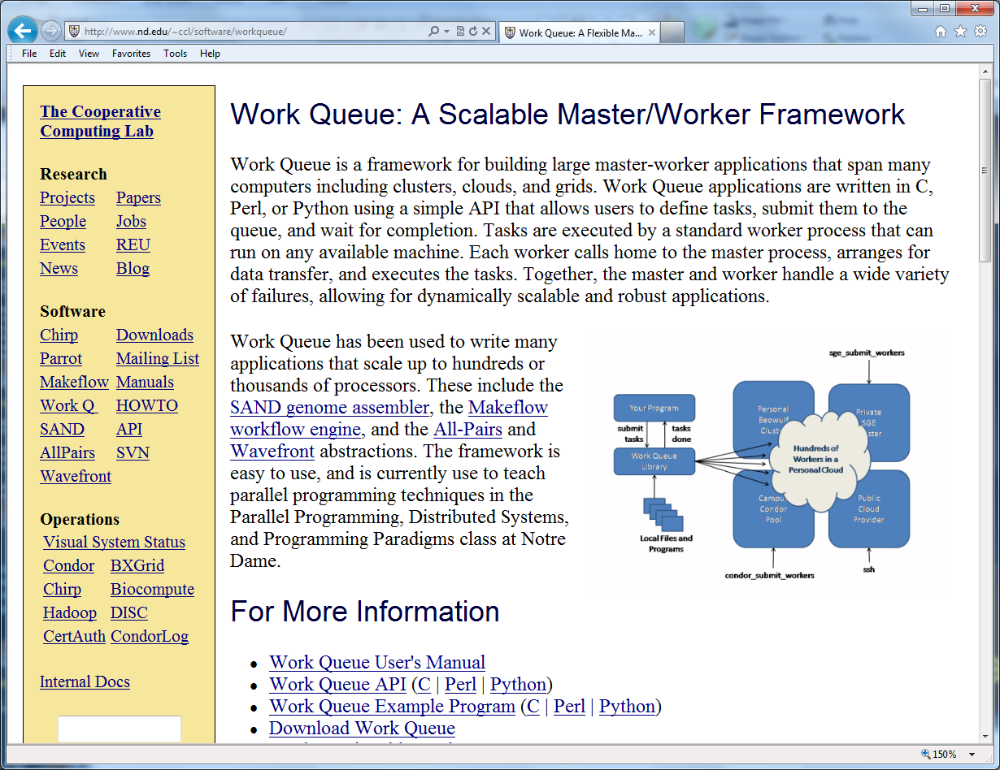 http://www.nd.edu/~ccl/software/workqueue/
Work Queue: A Flexible Ma...
File Edit View Favorites Tools Help
The Cooperative
Computing Lab
Research
Projects Papers
People Jobs
Events REU
News Blog
Software
Chirp Downloads
Parrot Mailing List
Makeflow Manuals
Work Q HOWTO
SAND API
AllPairs SVN
Wavefront
Operations
Visual System Status
Condor BXGrid
Chirp Biocompute
Hadoop DISC
CertAuth CondorLog
Internal Docs
Work Queue: A Scalable Master/Worker Framework
Work Queue is a framework for building large master-worker applications that span many
computers including clusters, clouds, and grids. Work Queue applications are written in C,
Perl, or Python using a simple API that allows users to define tasks, submit them to the
queue, and wait for completion. Tasks are executed by a standard worker process that can
run on any available machine. Each worker calls home to the master process, arranges for
data transfer, and executes the tasks. Together, the master and worker handle a wide variety
of failures, allowing for dynamically scalable and robust applications.
Work Queue has been used to write many
applications that scale up to hundreds or
thousands of processors. These include the
SAND genome assembler, the Makeflow
workflow engine, and the All-Pairs and
Wavefront abstractions. The framework is
easy to use, and is currently use to teach
parallel programming techniques in the
Parallel Programming, Distributed Systems,
and Programming Paradigms class at Notre
Dame.
sge_submit_workers
Your Program
submit
tasks
tasks
done
Work Queue
Library
Local Files and
Programs
Personal
Beowulf
Clust
Private
SGE
ster
Hundreds of
Workers in a
Personal Cloud
Campu
Condor
Pool
Public
Cloud
Provider
condor_submit_workers
ssh
For More Information
Work Queue User's Manual
Work Queue API (C | Perl | Python)
Work Queue Example Program (C | Perl | Python)
Download Work Queue
150%